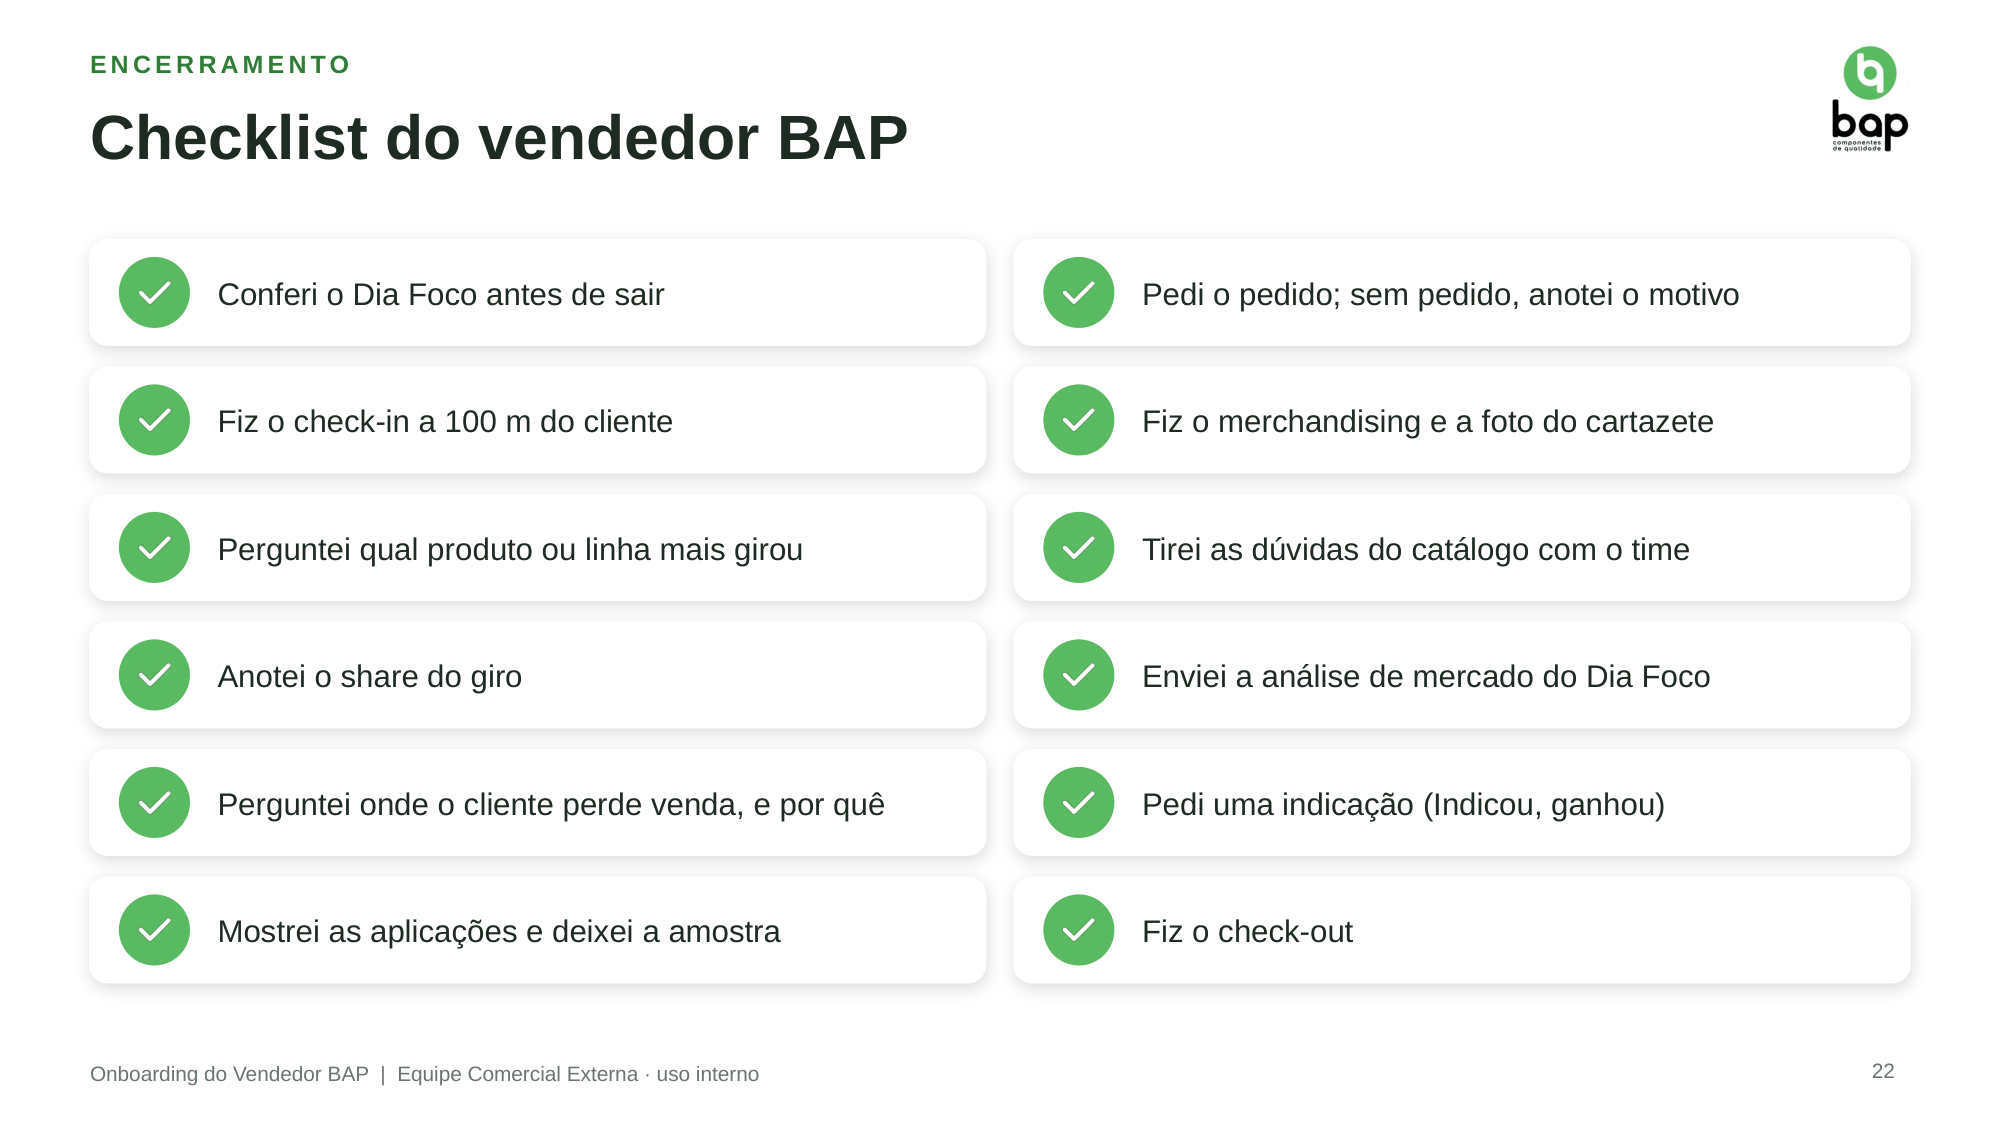 ENCERRAMENTO
Checklist do vendedor BAP
bap
componentes
de qualidade
Conferi o Dia Foco antes de sair
Fiz o check-in a 100 m do cliente
Perguntei qual produto ou linha mais girou
Anotei o share do giro
Perguntei onde o cliente perde venda, e por quê
Mostrei as aplicações e deixei a amostra
Pedi o pedido; sem pedido, anotei o motivo
Fiz o merchandising e a foto do cartazete
Tirei as dúvidas do catálogo com o time
Enviei a análise de mercado do Dia Foco
Pedi uma indicação (Indicou, ganhou)
Fiz o check-out
Onboarding do Vendedor BAP | Equipe Comercial Externa · uso interno
22